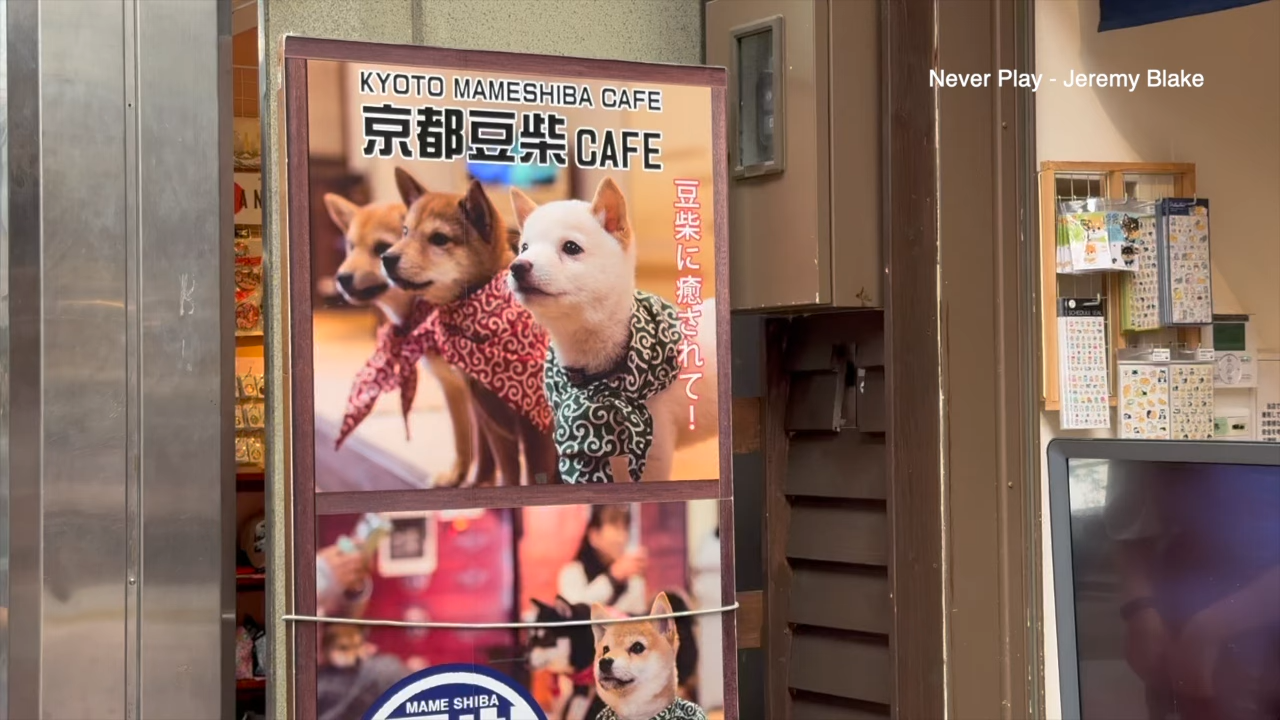 KYOTO MAMESHIBA CAFE
京都豆柴CAFE
豆柴に癒されて!
MAME SHIBA
Never Play - Jeremy Blake